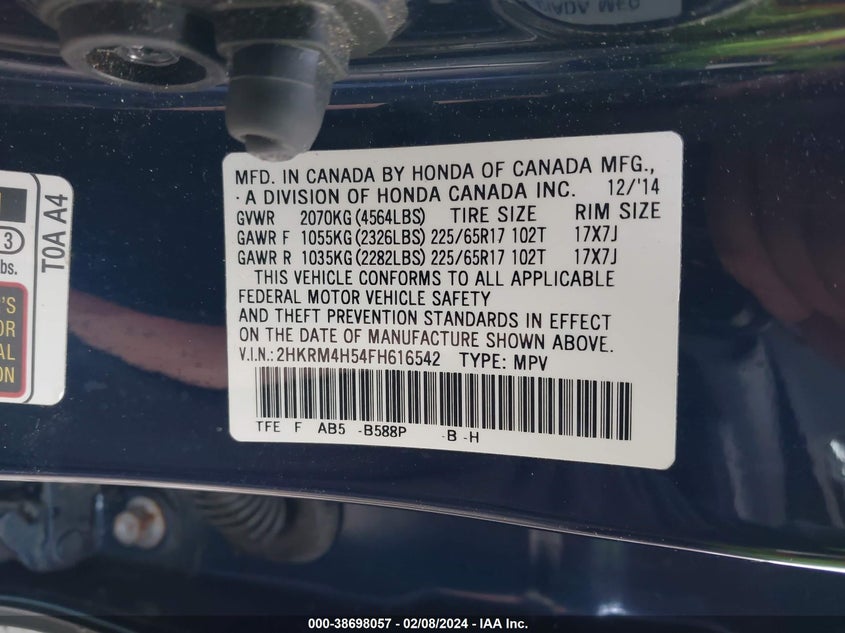 MFD. IN CANADA BY HONDA OF CANADA MFG.,
A DIVISION OF HONDA CANADA INC. 12/'14
GVWR 2070KG (4564LBS) TIRE SIZE RIM SIZE
GAWR F 1055KG (2326LBS) 225/65R17 102T 17X7J
GAWR R 1035KG (2282LBS) 225/65R17 102T 17X7J
THIS VEHICLE CONFORMS TO ALL APPLICABLE
FEDERAL MOTOR VEHICLE SAFETY
AND THEFT PREVENTION STANDARDS IN EFFECT
ON THE DATE OF MANUFACTURE SHOWN ABOVE.
V.I.N.: 2HKRM4H54FH616542 TYPE: MPV
TFE F AB5 -B588P -B -H
T0A A4
3
lbs.
000-38698057 - 02/08/2024 - IAA Inc.